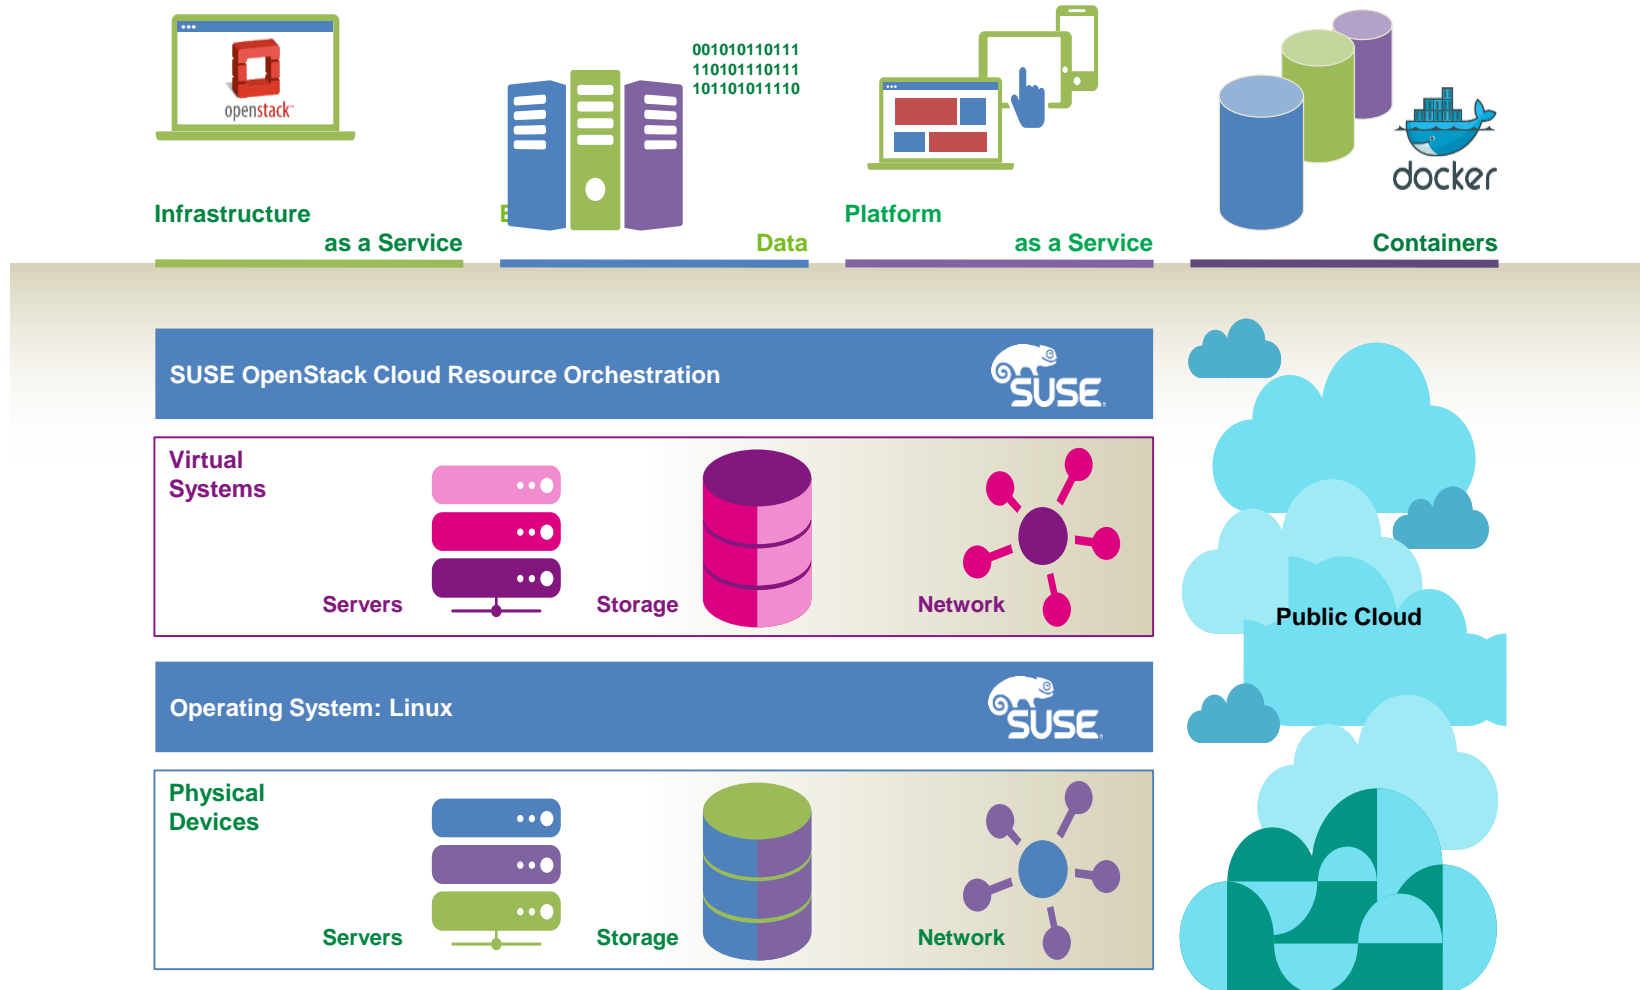 openstack
001010110111
110101110111
101101011110
docker
Infrastructure
as a Service
Data
Platform
as a Service
Containers
SUSE OpenStack Cloud Resource Orchestration
SUSE
Virtual
Systems
Servers
Storage
Network
Public Cloud
Operating System: Linux
SUSE
Physical
Devices
Servers
Storage
Network